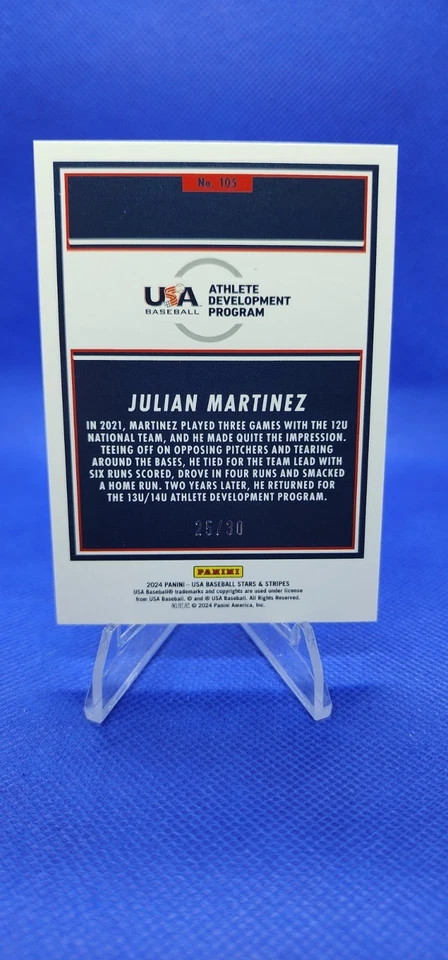 No. 105
USA ATHLETE
BASEBALL DEVELOPMENT
PROGRAM
JULIAN MARTINEZ
IN 2021, MARTINEZ PLAYED THREE GAMES WITH THE 12U
NATIONAL TEAM, AND HE MADE QUITE THE IMPRESSION.
TEEING OFF ON OPPOSING PITCHERS AND TEARING
AROUND THE BASES, HE TIED FOR THE TEAM LEAD WITH
SIX RUNS SCORED, DROVE IN FOUR RUNS AND SMACKED
A HOME RUN. TWO YEARS LATER, HE RETURNED FOR
THE 13U/14U ATHLETE DEVELOPMENT PROGRAM.
25/30
PANINI
2024 PANINI - USA BASEBALL STARS & STRIPES
USA Baseball® trademarks and copyrights are used under license
from USA Baseball. © and ® USA Baseball. All Rights Reserved.
© 2024 Panini America, Inc.